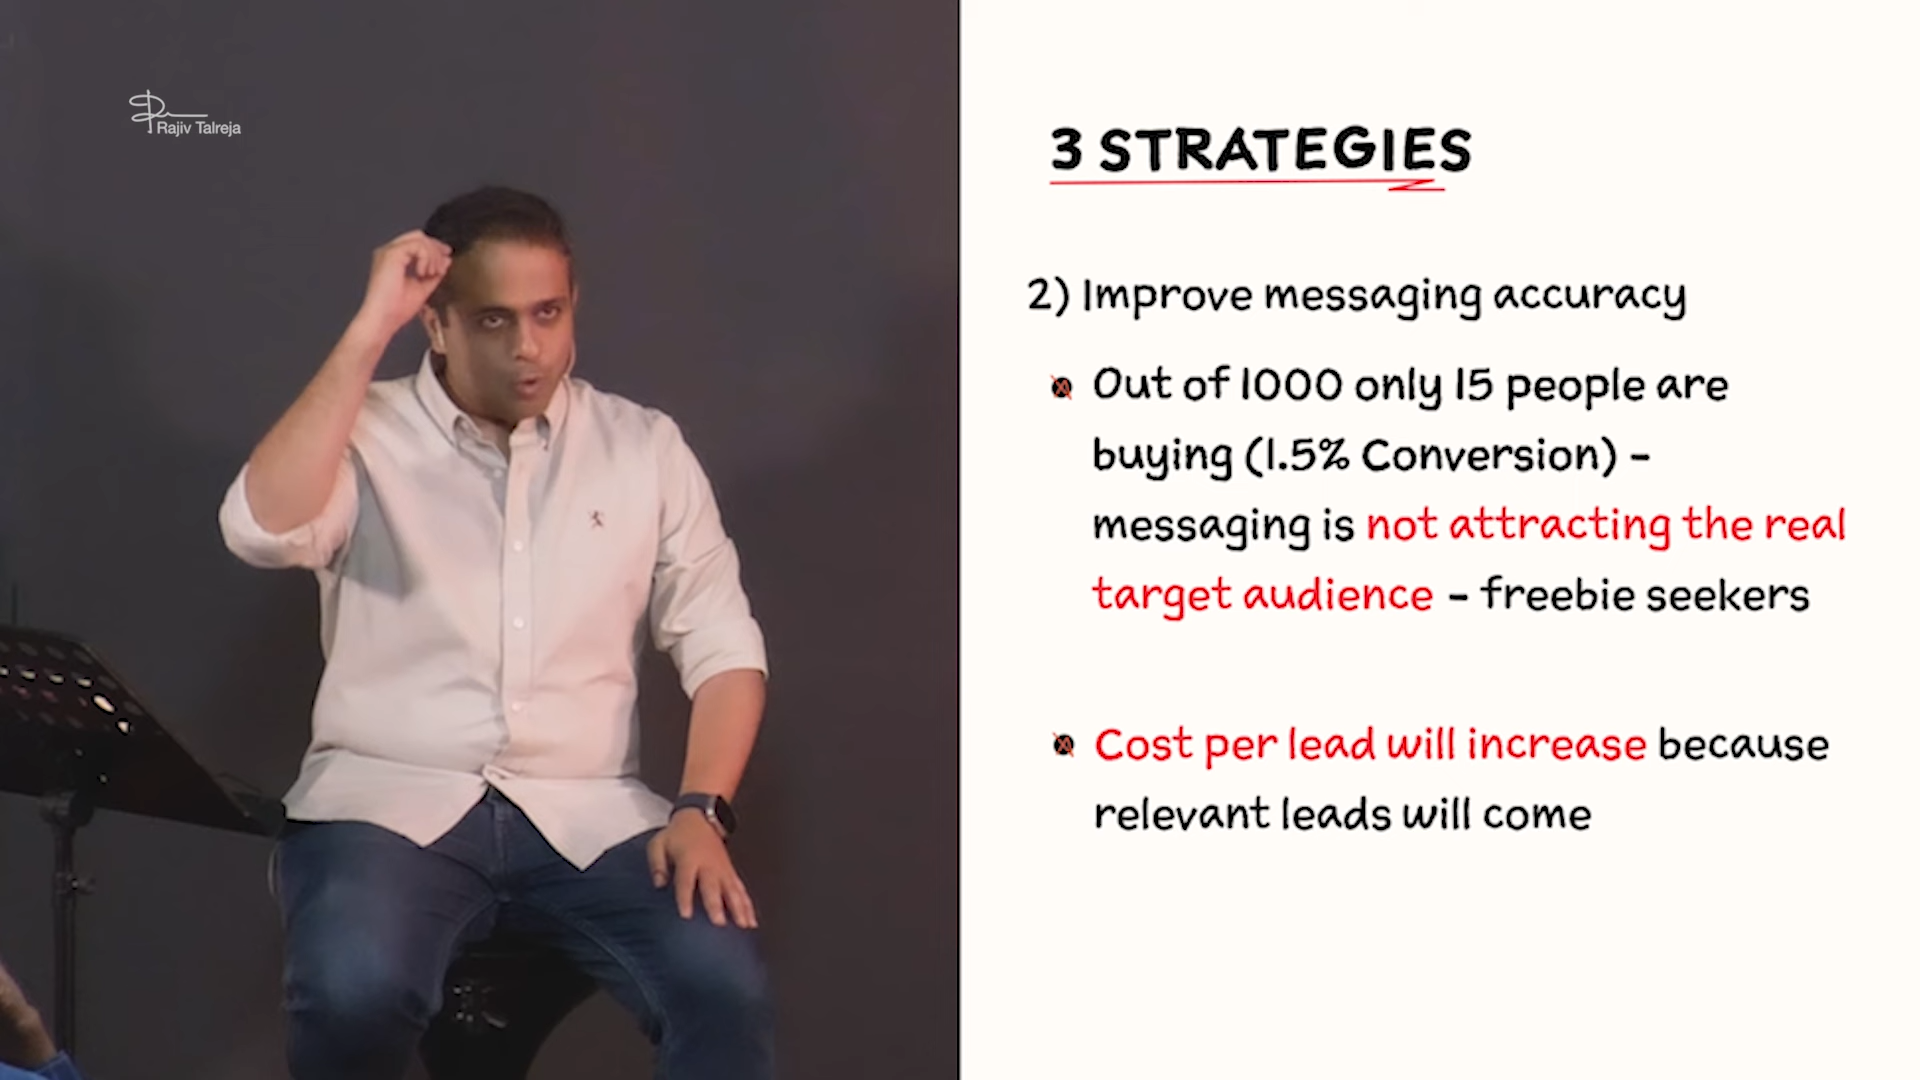 Rajiv Talreja
3 STRATEGIES
2) Improve messaging accuracy
Out of 1000 only 15 people are
buying (1.5% Conversion) –
messaging is not attracting the real
target audience – freebie seekers
Cost per lead will increase because
relevant leads will come